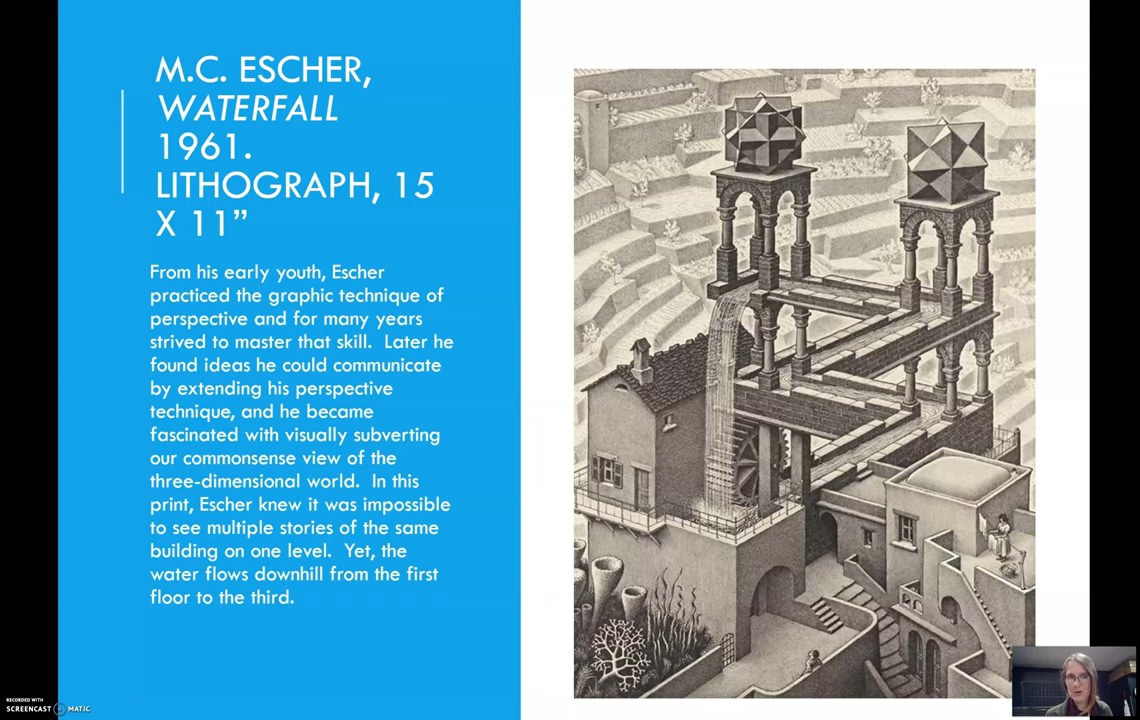 M.C. ESCHER,
WATERFALL
1961.
LITHOGRAPH, 15
X 11”
From his early youth, Escher
practiced the graphic technique of
perspective and for many years
strived to master that skill.  Later he
found ideas he could communicate
by extending his perspective
technique, and he became
fascinated with visually subverting
our commonsense view of the
three-dimensional world.  In this
print, Escher knew it was impossible
to see multiple stories of the same
building on one level.  Yet, the
water flows downhill from the first
floor to the third.
RECORDED WITH
SCREENCAST MATIC